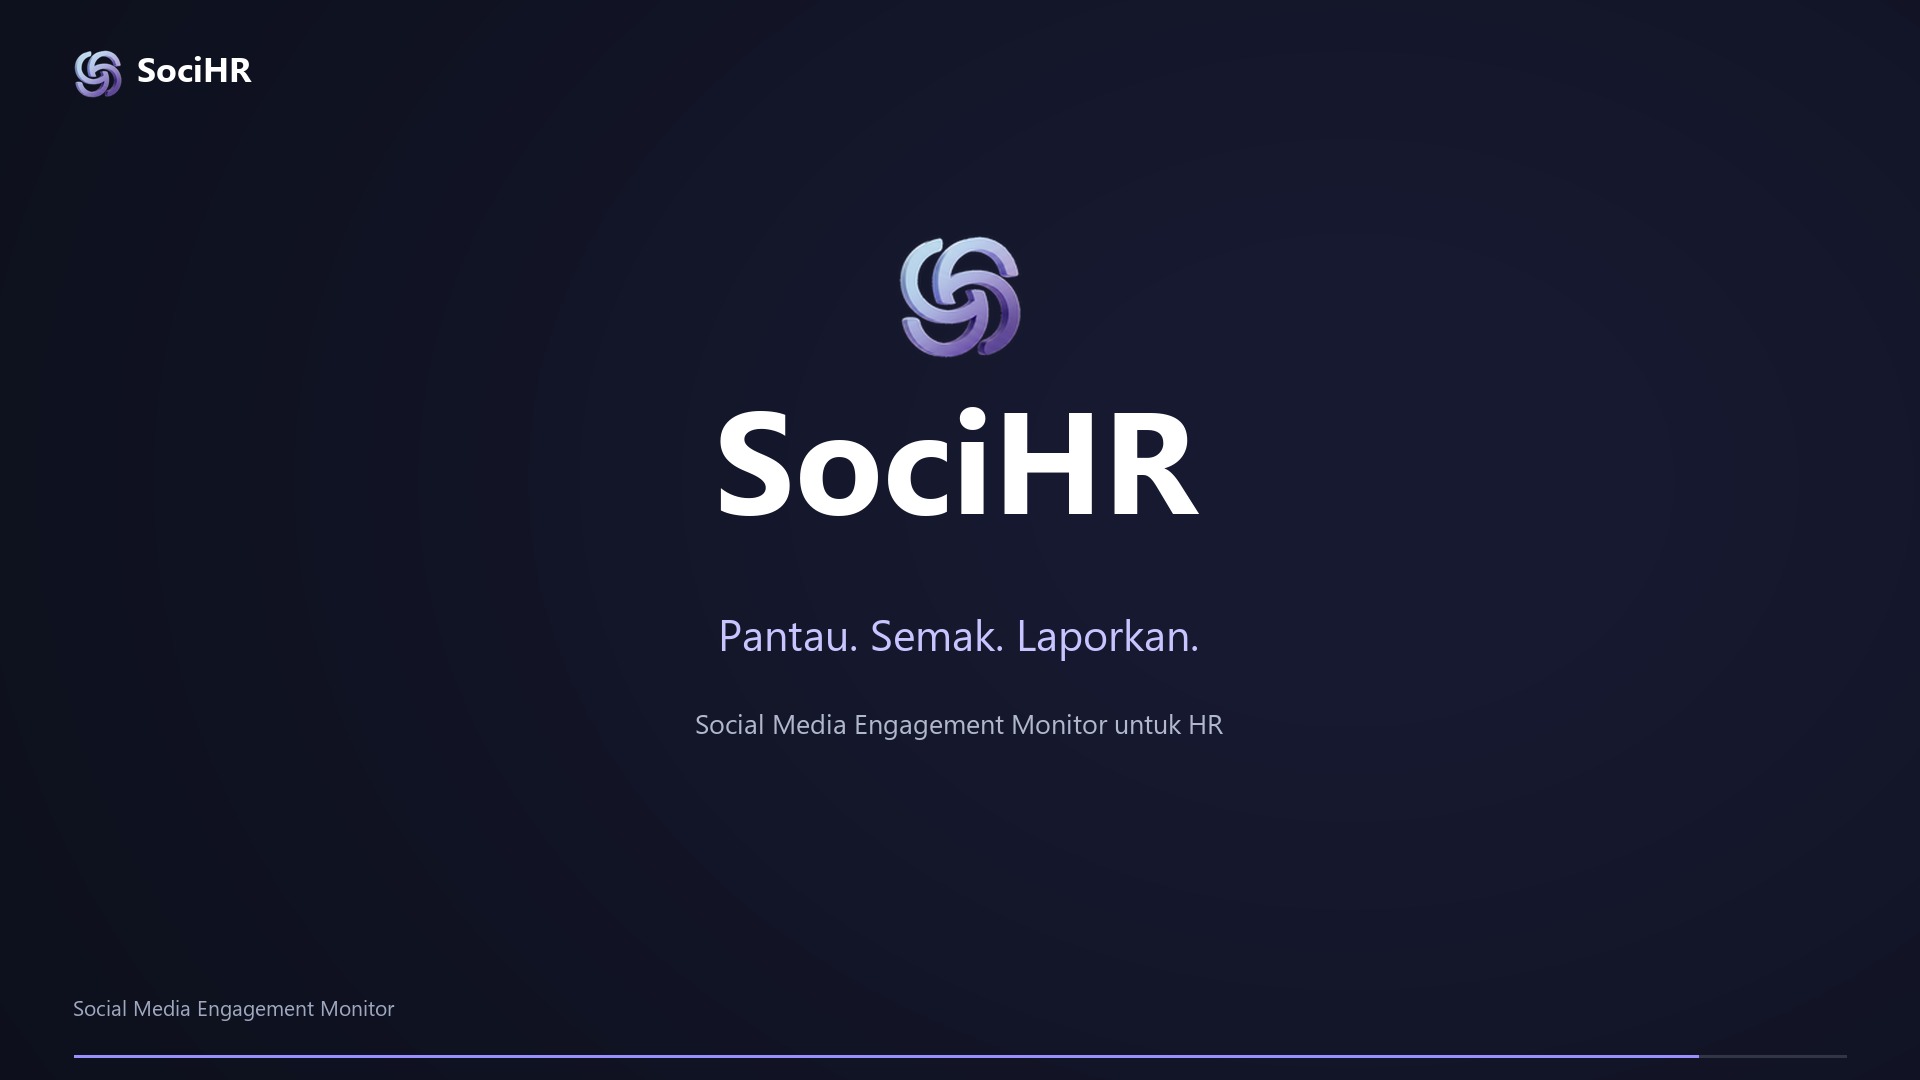 SociHR
SociHR
Pantau. Semak. Laporkan.
Social Media Engagement Monitor untuk HR
Social Media Engagement Monitor